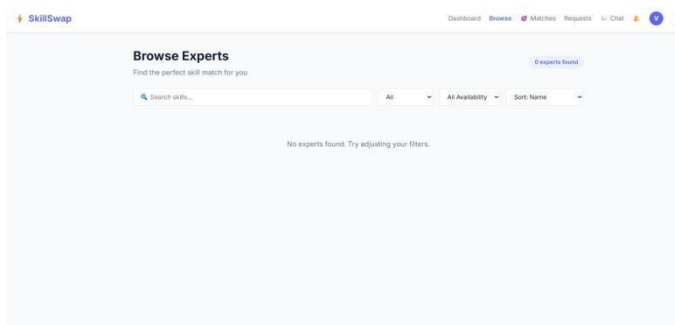 SkillSwap
Dashboard Browse Matches Requests Chat V
Browse Experts
0 experts found
Find the perfect skill match for you
Search skills...
All All Availability Sort: Name
No experts found. Try adjusting your filters.